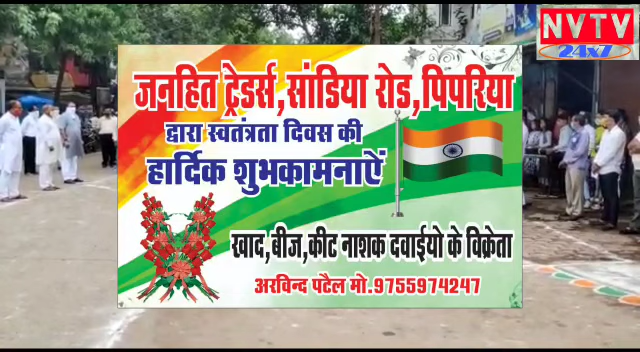 NVTV
24x7
जनहित ट्रेडर्स,सांडिया रोड,पिपरिया
द्वारा स्वतंत्रता दिवस की
हार्दिक शुभकामनाऐं
खाद,बीज,कीट नाशक दवाईयो के विक्रेता
अरविन्द पटैल मो.9755974247